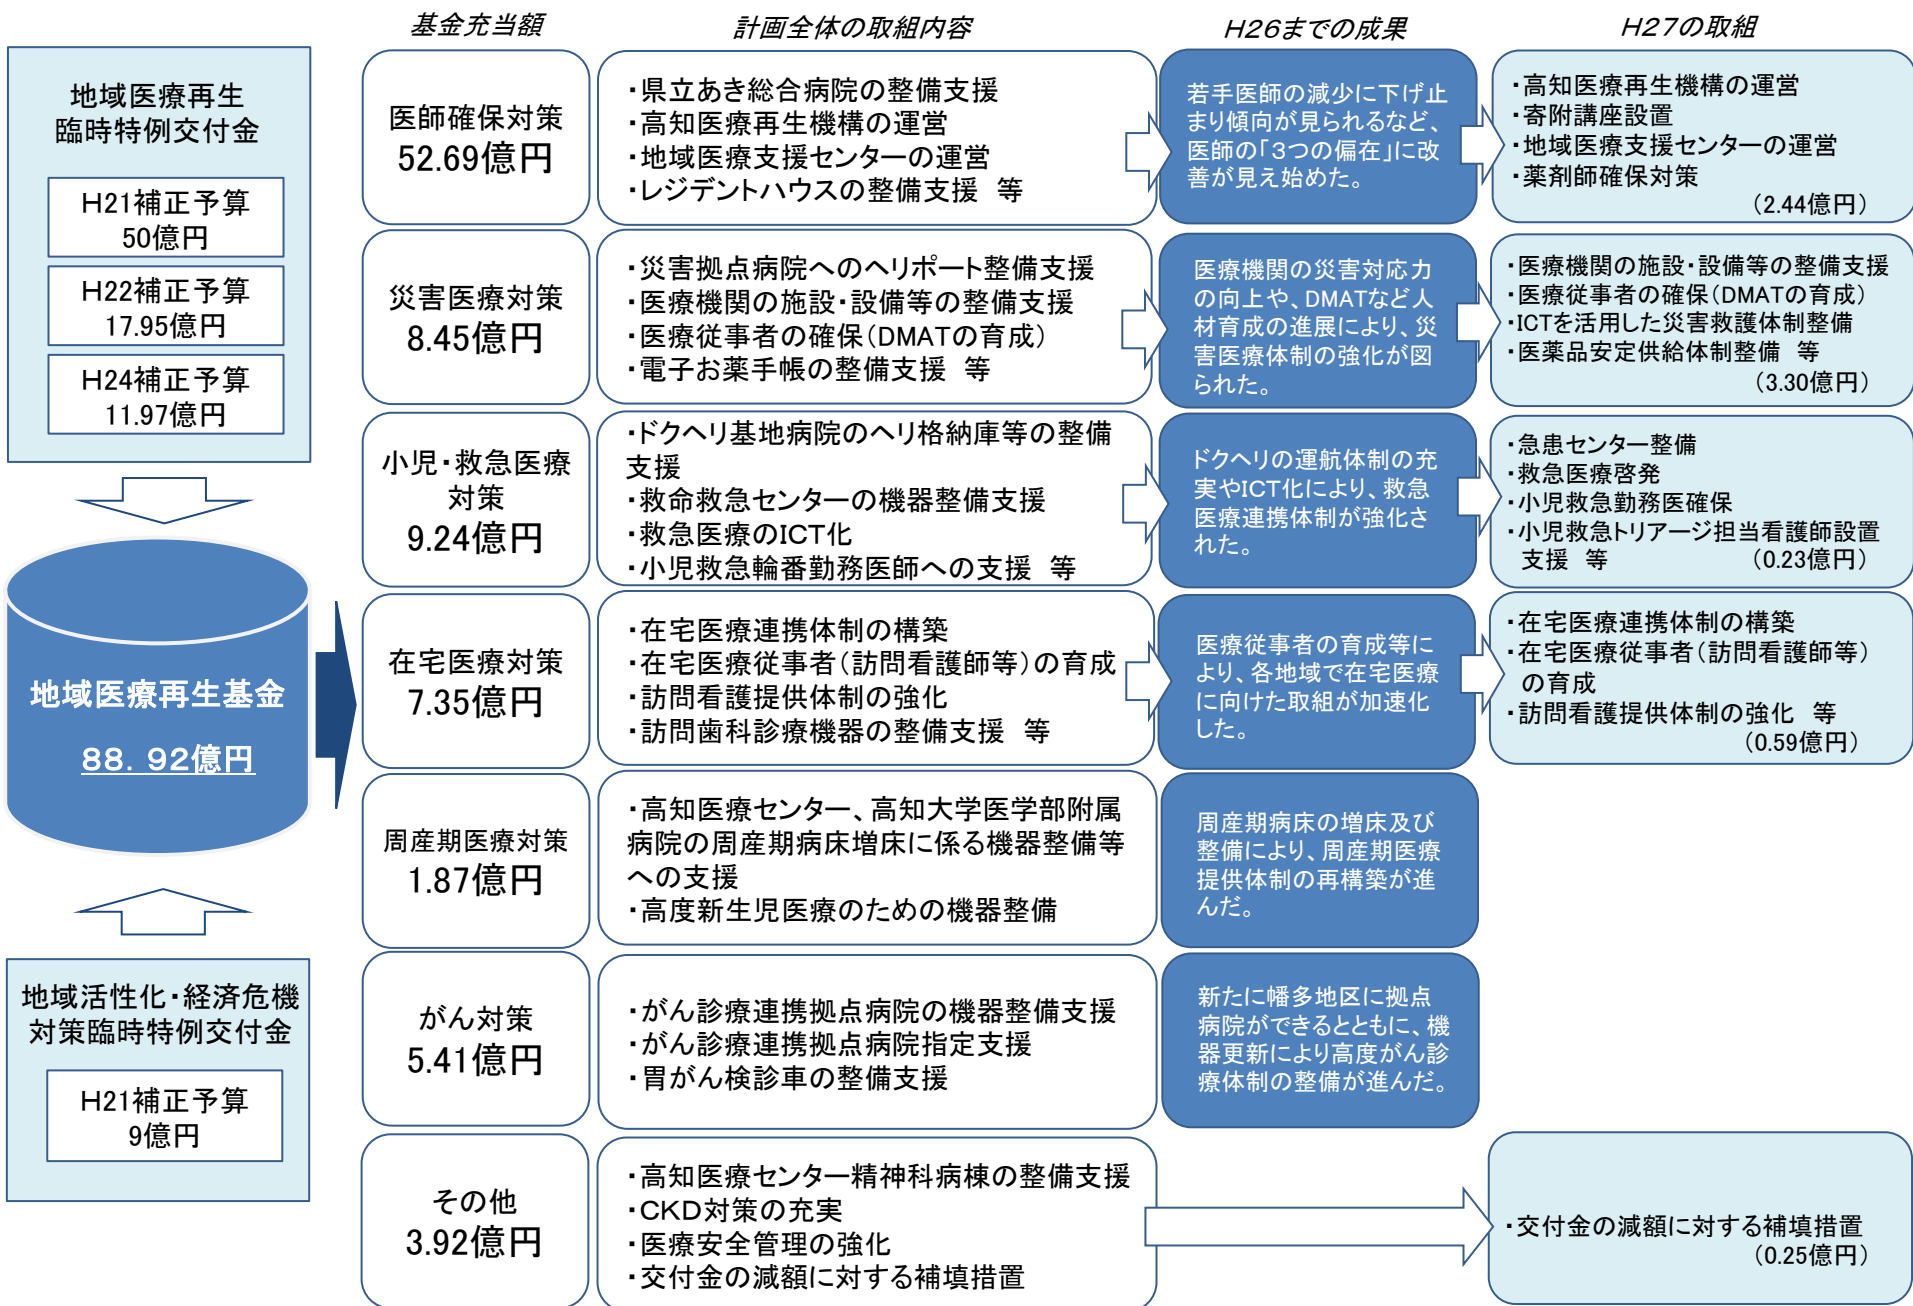 基金充当額
計画全体の取組内容
H26までの成果
H27の取組
地域医療再生
臨時特例交付金
H21補正予算
50億円
H22補正予算
17.95億円
H24補正予算
11.97億円
地域医療再生基金
88.92億円
地域活性化・経済危機
対策臨時特例交付金
H21補正予算
9億円
医師確保対策
52.69億円
・県立あき総合病院の整備支援
・高知医療再生機構の運営
・地域医療支援センターの運営
・レジデントハウスの整備支援 等
若手医師の減少に下げ止
まり傾向が見られるなど、
医師の「3つの偏在」に改
善が見え始めた。
・高知医療再生機構の運営
・寄附講座設置
・地域医療支援センターの運営
・薬剤師確保対策
(2.44億円)
災害医療対策
8.45億円
・災害拠点病院へのヘリポート整備支援
・医療機関の施設・設備等の整備支援
・医療従事者の確保(DMATの育成)
・電子お薬手帳の整備支援 等
医療機関の災害対応力
の向上や、DMATなど人
材育成の進展により、災
害医療体制の強化が図
られた。
・医療機関の施設・設備等の整備支援
・医療従事者の確保(DMATの育成)
・ICTを活用した災害救護体制整備
・医薬品安定供給体制整備 等
(3.30億円)
小児・救急医療
対策
9.24億円
・ドクヘリ基地病院のヘリ格納庫等の整備
支援
・救命救急センターの機器整備支援
・救急医療のICT化
・小児救急輪番勤務医師への支援 等
ドクヘリの運航体制の充
実やICT化により、救急
医療連携体制が強化さ
れた。
・急患センター整備
・救急医療啓発
・小児救急勤務医確保
・小児救急トリアージ担当看護師設置
支援 等 (0.23億円)
在宅医療対策
7.35億円
・在宅医療連携体制の構築
・在宅医療従事者(訪問看護師等)の育成
・訪問看護提供体制の強化
・訪問歯科診療機器の整備支援 等
医療従事者の育成等に
より、各地域で在宅医療
に向けた取組が加速化
した。
・在宅医療連携体制の構築
・在宅医療従事者(訪問看護師等)
の育成
・訪問看護提供体制の強化 等
(0.59億円)
周産期医療対策
1.87億円
・高知医療センター、高知大学医学部附属
病院の周産期病床増床に係る機器整備等
への支援
・高度新生児医療のための機器整備
周産期病床の増床及び
整備により、周産期医療
提供体制の再構築が進
んだ。
がん対策
5.41億円
・がん診療連携拠点病院の機器整備支援
・がん診療連携拠点病院指定支援
・胃がん検診車の整備支援
新たに幡多地区に拠点
病院ができるとともに、機
器更新により高度がん診
療体制の整備が進んだ。
その他
3.92億円
・高知医療センター精神科病棟の整備支援
・CKD対策の充実
・医療安全管理の強化
・交付金の減額に対する補填措置
・交付金の減額に対する補填措置
(0.25億円)